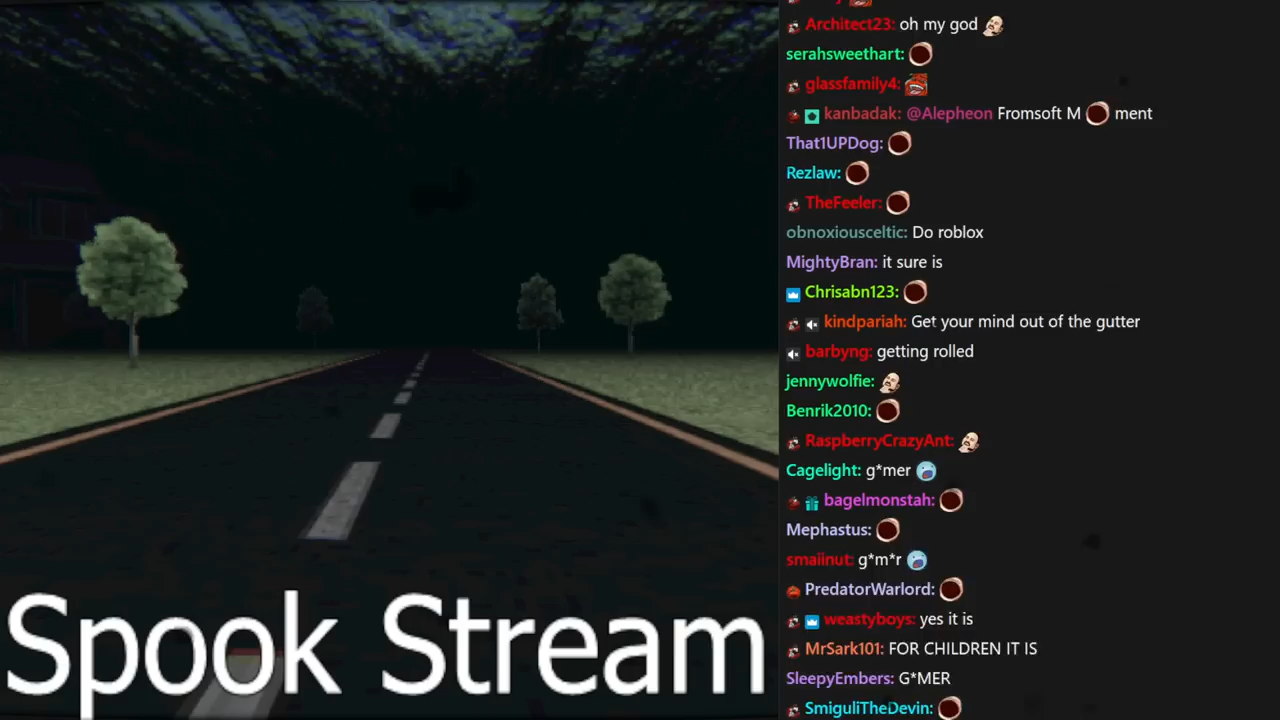 Architect23: oh my god
serahsweethart:
glassfamily4:
kanbadak: @Alepheon Fromsoft M ment
That1UPDog:
Rezlaw:
TheFeeler:
obnoxiousceltic: Do roblox
MightyBran: it sure is
Chrisabn123:
kindpariah: Get your mind out of the gutter
barbyng: getting rolled
jennywolfie:
Benrik2010:
RaspberryCrazyAnt:
Cagelight: g*mer
bagelmonstah:
Mephastus:
smaiinut: g*m*r
PredatorWarlord:
weastyboys: yes it is
MrSark101: FOR CHILDREN IT IS
SleepyEmbers: G*MER
SmiguliTheDevin:
Spook Stream